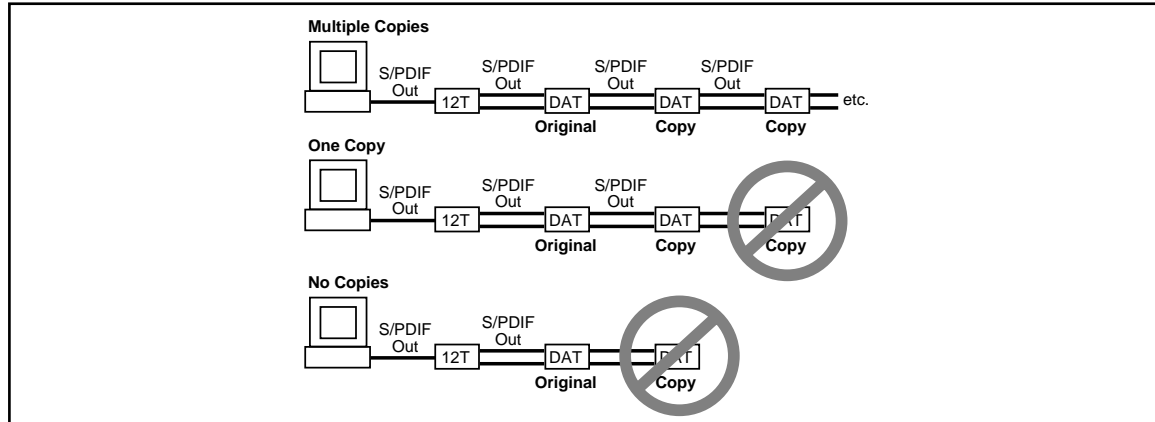 Multiple Copies
S/PDIF Out S/PDIF Out S/PDIF Out S/PDIF Out
12T DAT DAT DAT etc.
Original Copy Copy
One Copy
S/PDIF Out S/PDIF Out S/PDIF Out
12T DAT DAT DAT
Original Copy Copy
No Copies
S/PDIF Out S/PDIF Out
12T DAT DAT
Original Copy